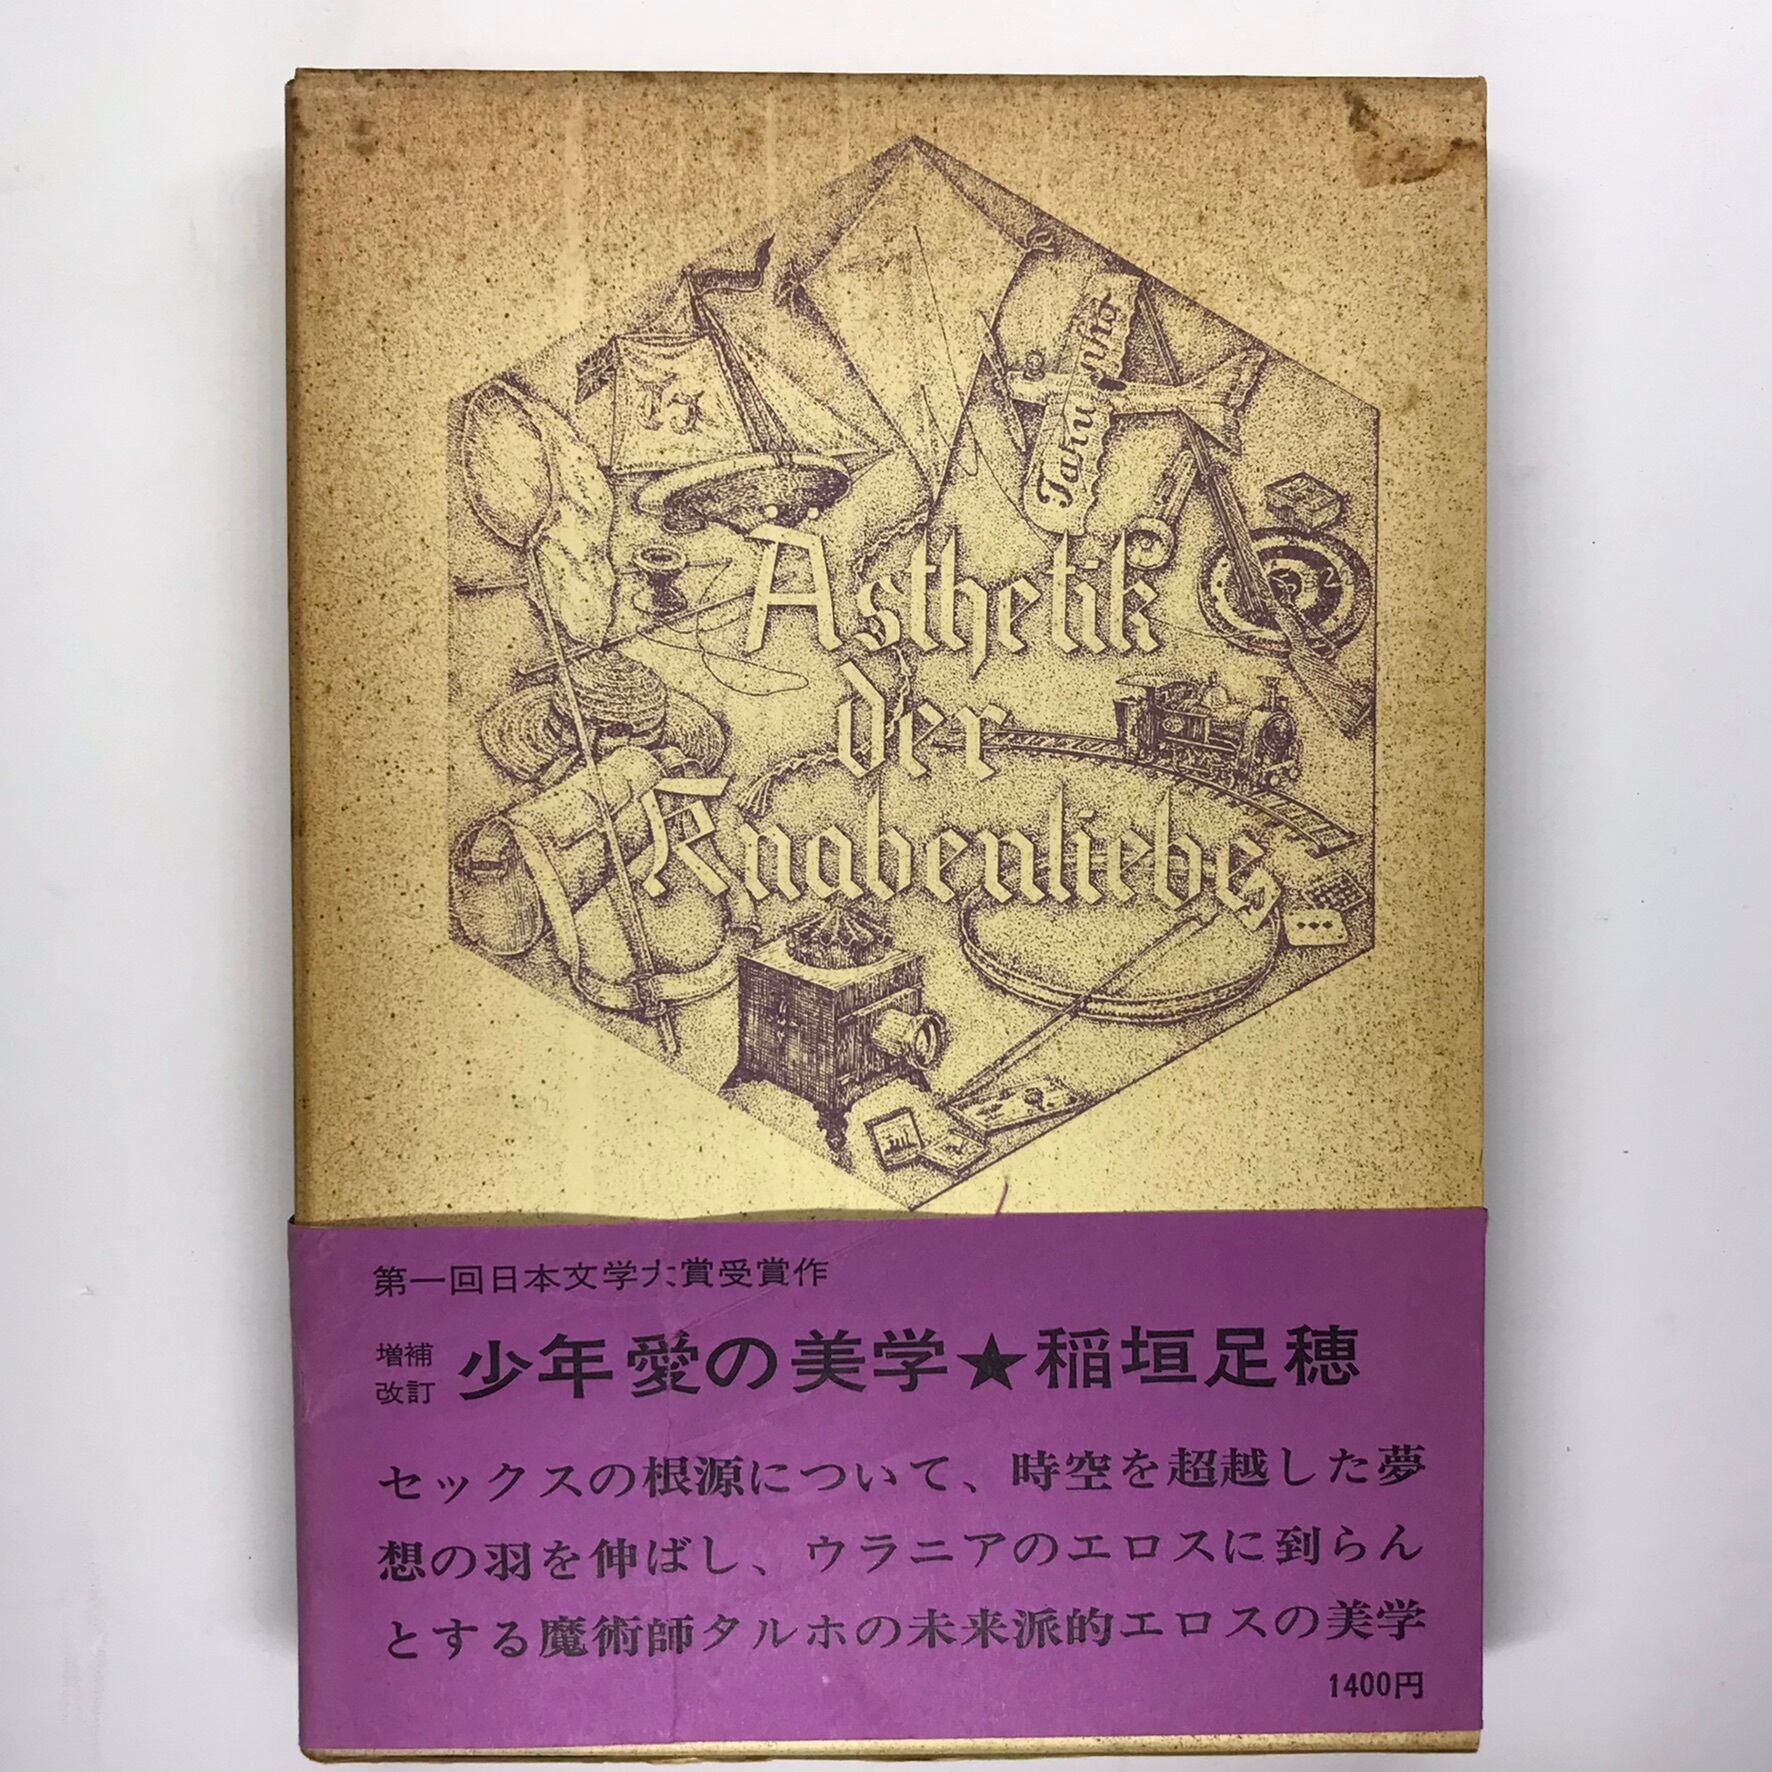 改
Taruhito
Ästhetik
der
Knabenliebe
第一回日本文学大賞受賞作
増補
改訂
少年愛の美学★稲垣足穂
セックスの根源について、時空を超越した夢
想の羽を伸ばし、ウラニアのエロスに到らん
とする魔術師タルホの未来派的エロスの美学
1400円